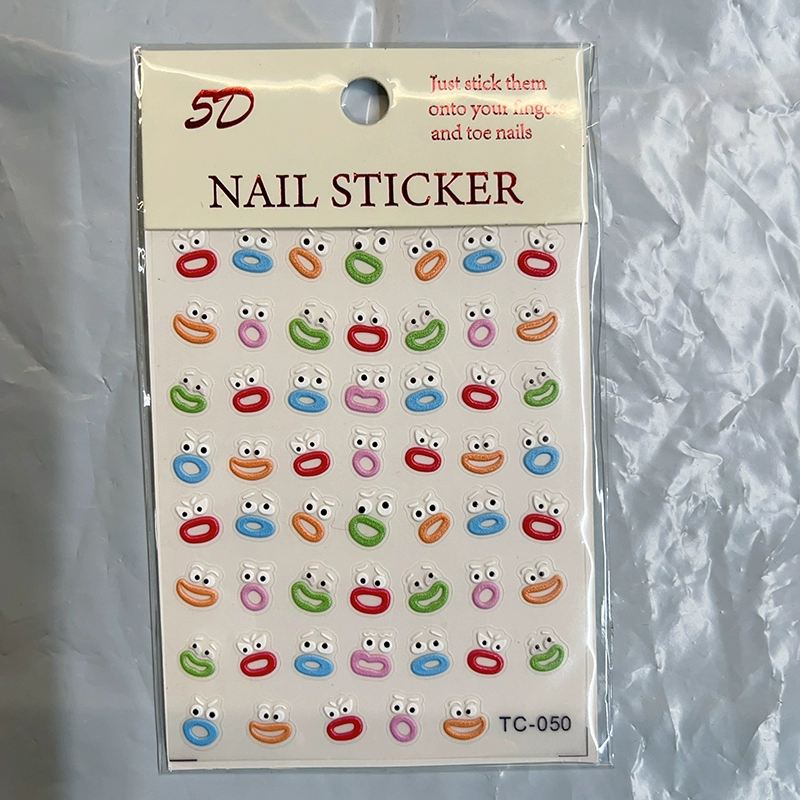 5D
Just stick them
onto your fingers
and toe nails
NAIL STICKER
TC-050